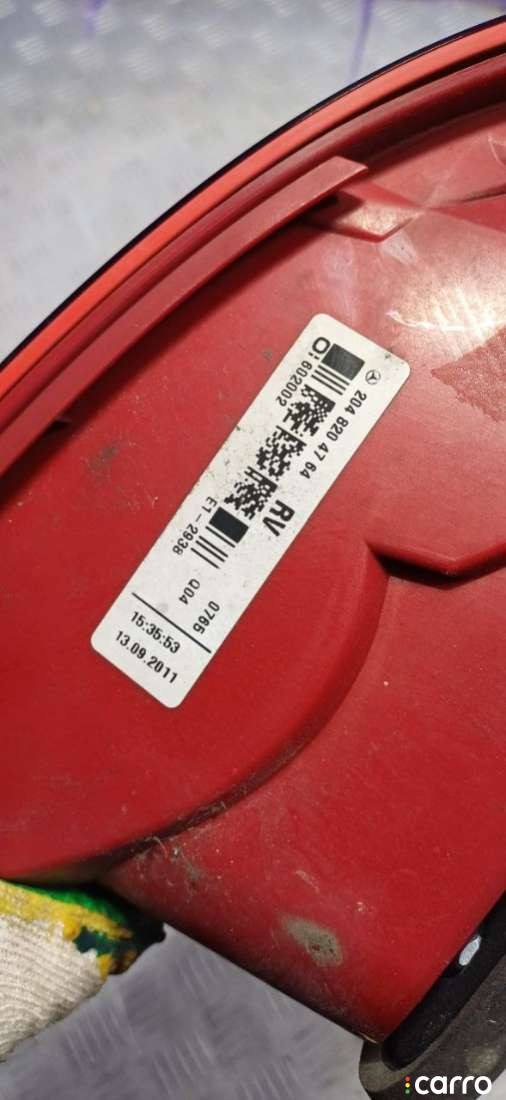 204 820 47 64
O:602002
RV
E1-2938
Q04
0765
15:35:53
13.09.2011
carro